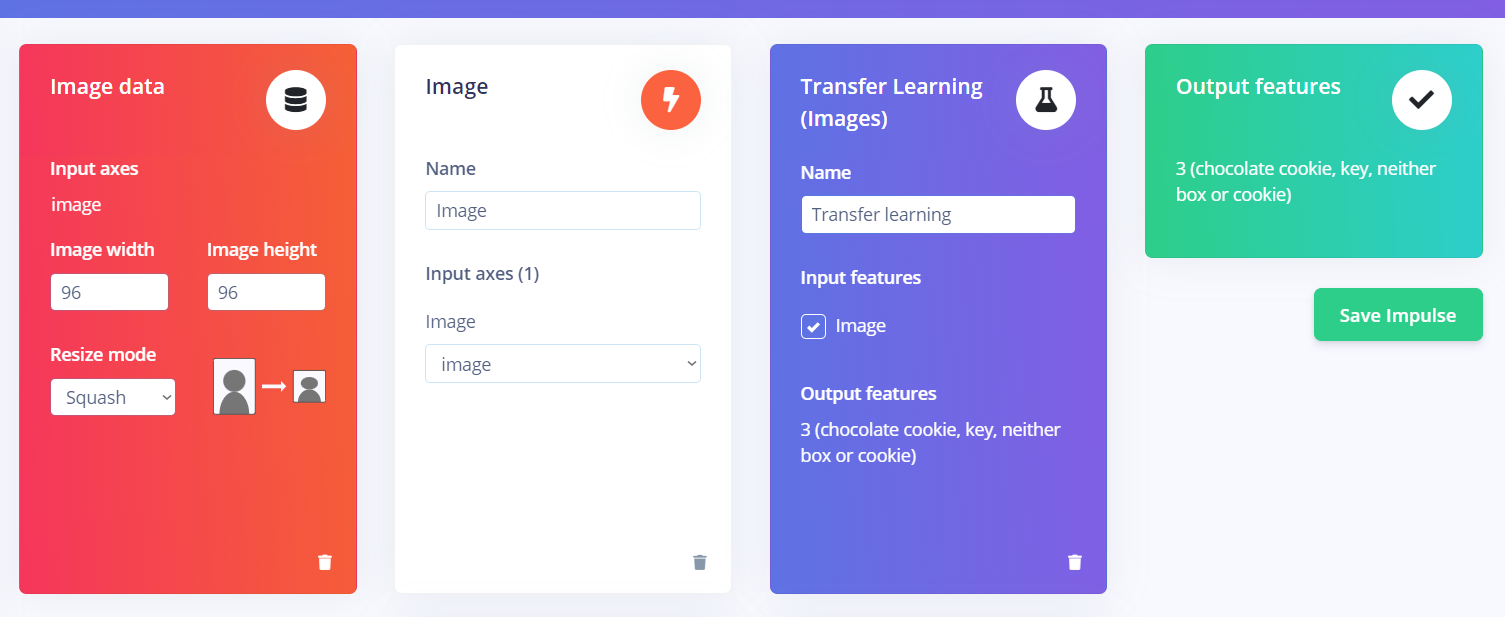 Image data
Input axes
image
Image width
Image height
96
96
Resize mode
Squash
Image
Name
Image
Input axes (1)
Image
image
Transfer Learning
(Images)
Name
Transfer learning
Input features
Image
Output features
3 (chocolate cookie, key, neither
box or cookie)
Output features
3 (chocolate cookie, key, neither
box or cookie)
Save Impulse